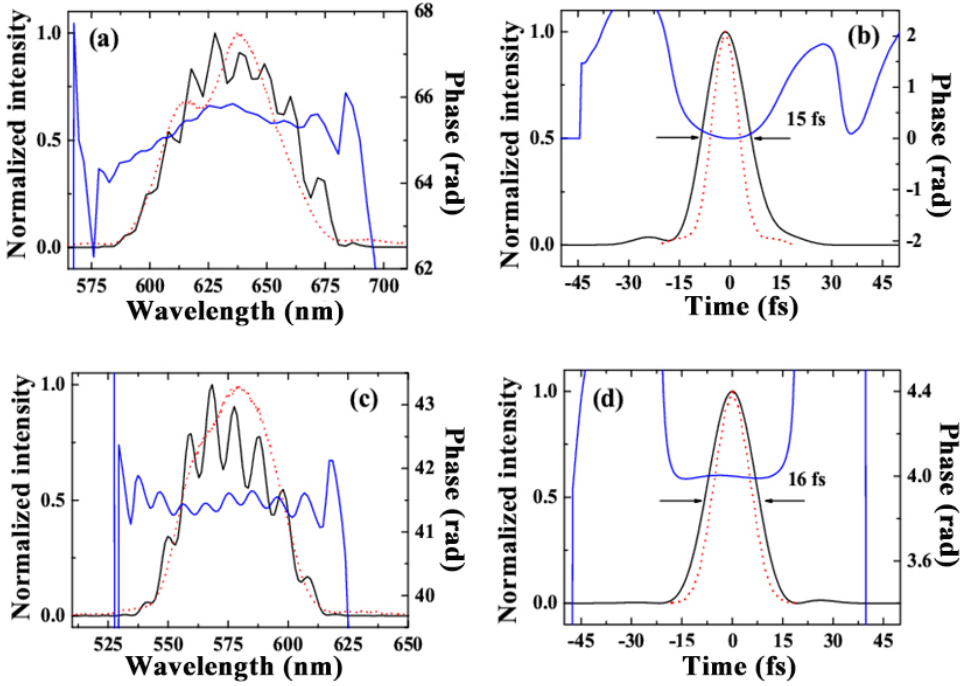 (a)
Normalized intensity
1.0
0.5
0.0
68
66
64
62
Phase (rad)
575 600 625 650 675 700
Wavelength (nm)
(b)
Normalized intensity
1.0
0.5
0.0
15 fs
2
1
0
-1
-2
Phase (rad)
-45 -30 -15 0 15 30 45
Time (fs)
(c)
Normalized intensity
1.0
0.5
0.0
43
42
41
40
Phase (rad)
525 550 575 600 625 650
Wavelength (nm)
(d)
Normalized intensity
1.0
0.5
0.0
16 fs
4.4
4.0
3.6
Phase (rad)
-45 -30 -15 0 15 30 45
Time (fs)